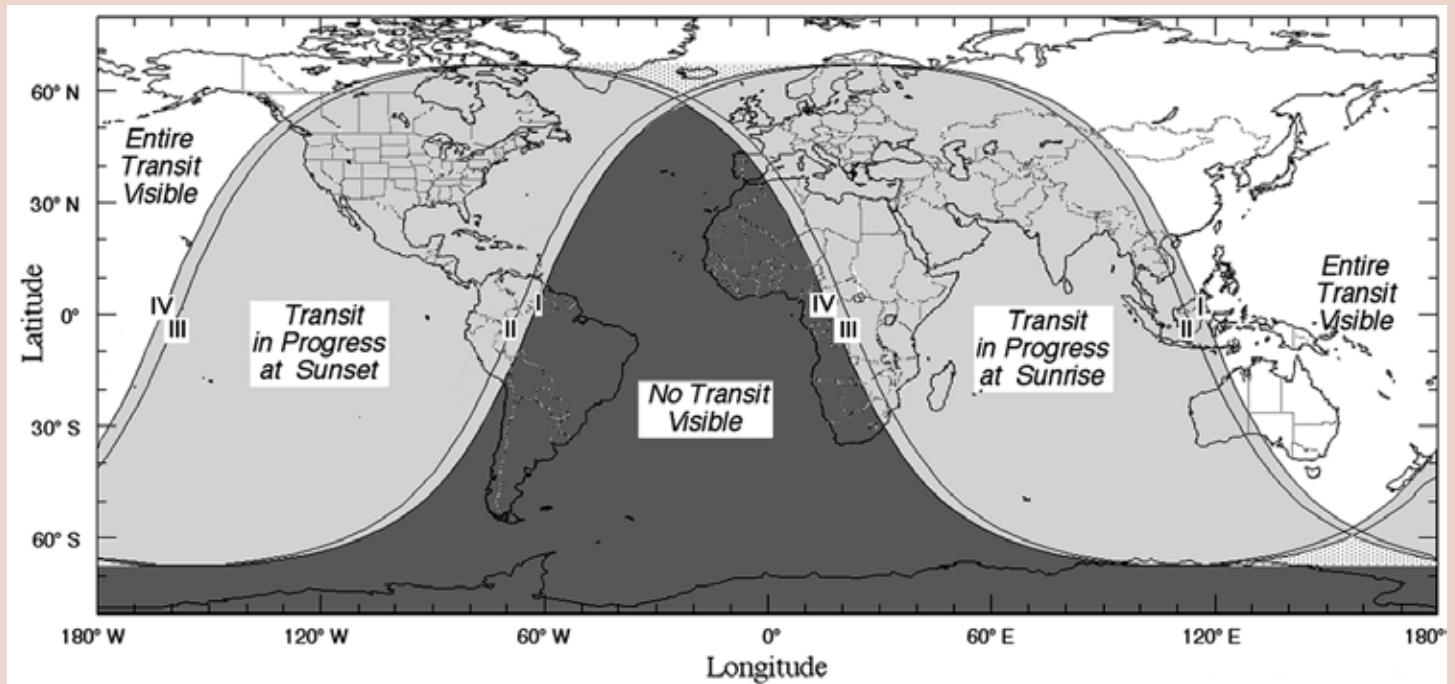 60° N
30° N
0°
30° S
60° S
Latitude
Entire
Transit
Visible
IV
III
Transit
in Progress
at Sunset
I
II
No Transit
Visible
IV
III
Transit
in Progress
at Sunrise
I
II
Entire
Transit
Visible
180° W
120° W
60° W
0°
60° E
120° E
180°
Longitude